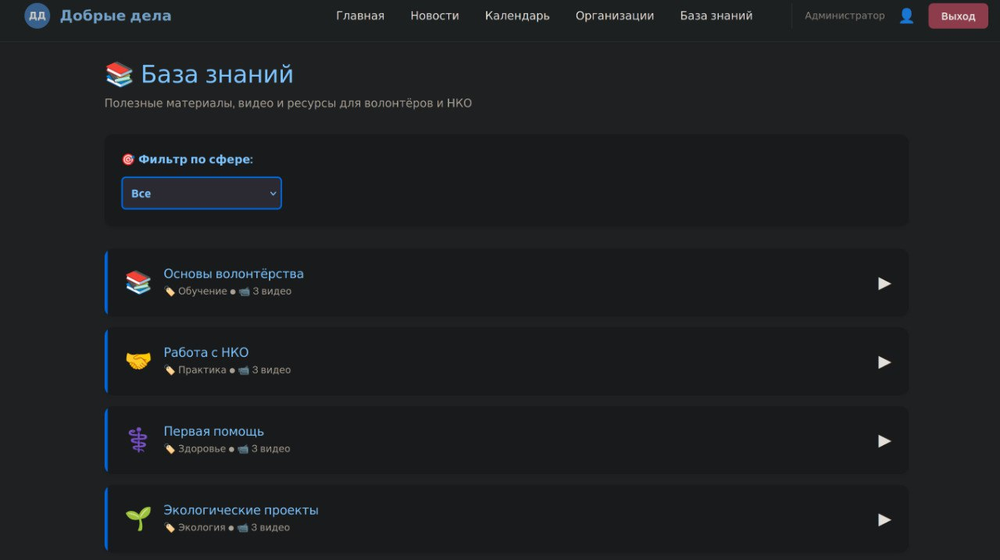 ДД Добрые дела Главная Новости Календарь Организации База знаний Администратор 👤 Выход
📚 База знаний
Полезные материалы, видео и ресурсы для волонтёров и НКО
🎯 Фильтр по сфере:
Все
📚 Основы волонтёрства ▶
🏷️ Обучение ● 📹 3 видео
🤝 Работа с НКО ▶
🏷️ Практика ● 📹 3 видео
⚕️ Первая помощь ▶
🏷️ Здоровье ● 📹 3 видео
🌱 Экологические проекты ▶
🏷️ Экология ● 📹 3 видео